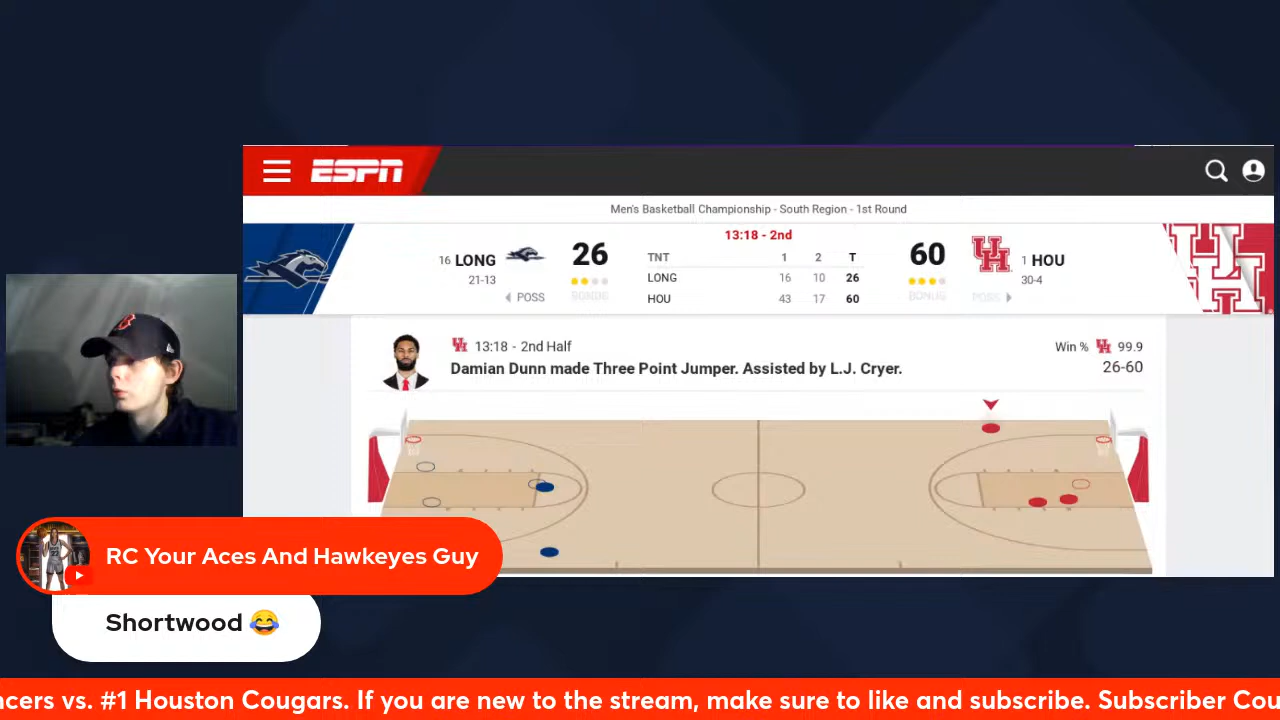 ESPN
Men's Basketball Championship - South Region - 1st Round
16 LONG
21-13
POSS
26
BONUS
13:18 - 2nd
TNT 1 2 T
LONG 16 10 26
HOU 43 17 60
60
BONUS
1 HOU
30-4
POSS
13:18 - 2nd Half
Damian Dunn made Three Point Jumper. Assisted by L.J. Cryer.
Win % 99.9
26-60
RC Your Aces And Hawkeyes Guy
Shortwood 😂
ncers vs. #1 Houston Cougars. If you are new to the stream, make sure to like and subscribe. Subscriber Cou